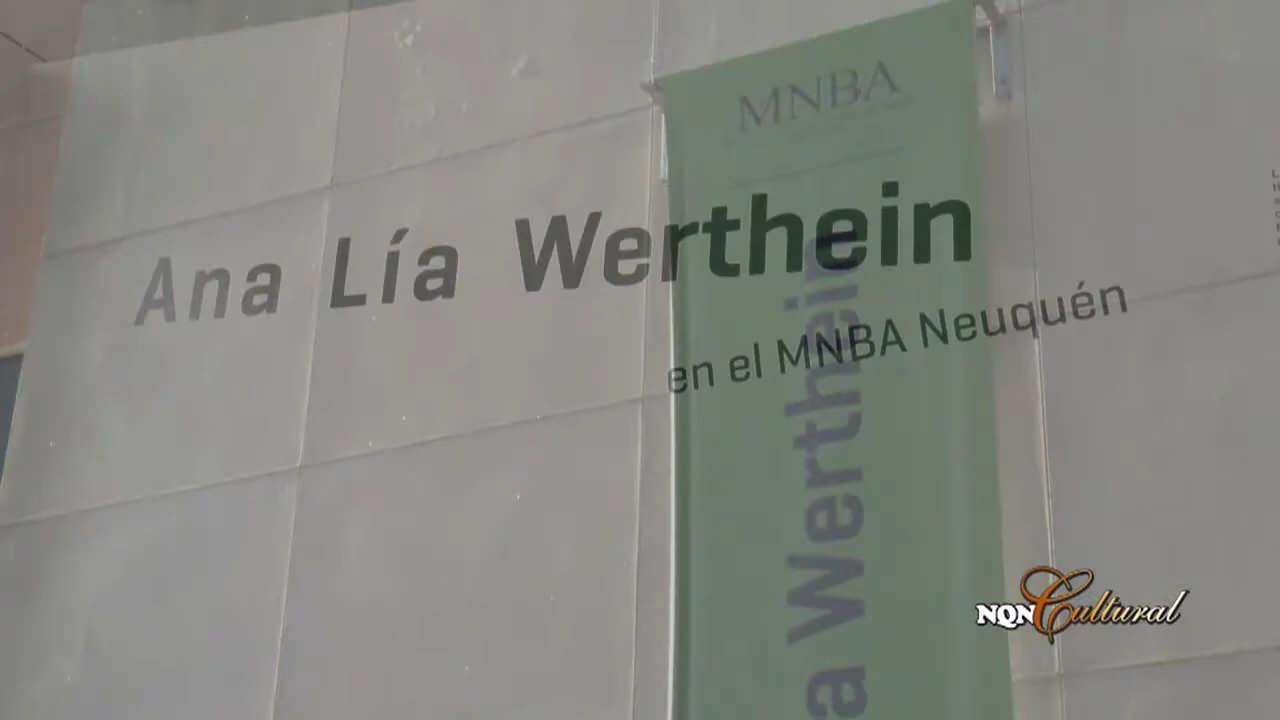 MNBA
Ana Lía Werthein
en el MNBA Neuquén
a Werthein
NQN Cultural